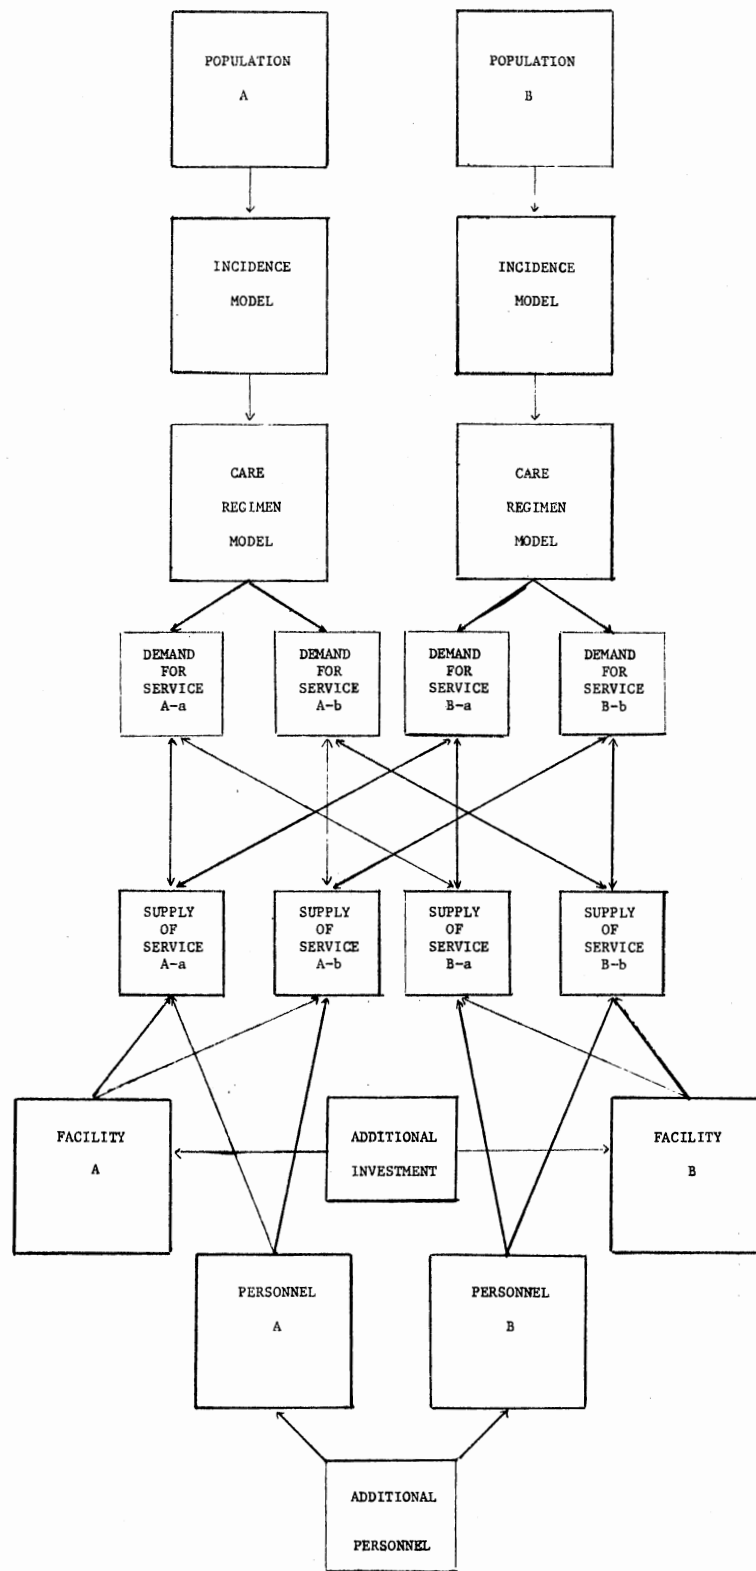 POPULATION
A
POPULATION
B
INCIDENCE
MODEL
INCIDENCE
MODEL
CARE
REGIMEN
MODEL
CARE
REGIMEN
MODEL
DEMAND
FOR
SERVICE
A-a
DEMAND
FOR
SERVICE
A-b
DEMAND
FOR
SERVICE
B-a
DEMAND
FOR
SERVICE
B-b
SUPPLY
OF
SERVICE
A-a
SUPPLY
OF
SERVICE
A-b
SUPPLY
OF
SERVICE
B-a
SUPPLY
OF
SERVICE
B-b
FACILITY
A
ADDITIONAL
INVESTMENT
FACILITY
B
PERSONNEL
A
PERSONNEL
B
ADDITIONAL
PERSONNEL